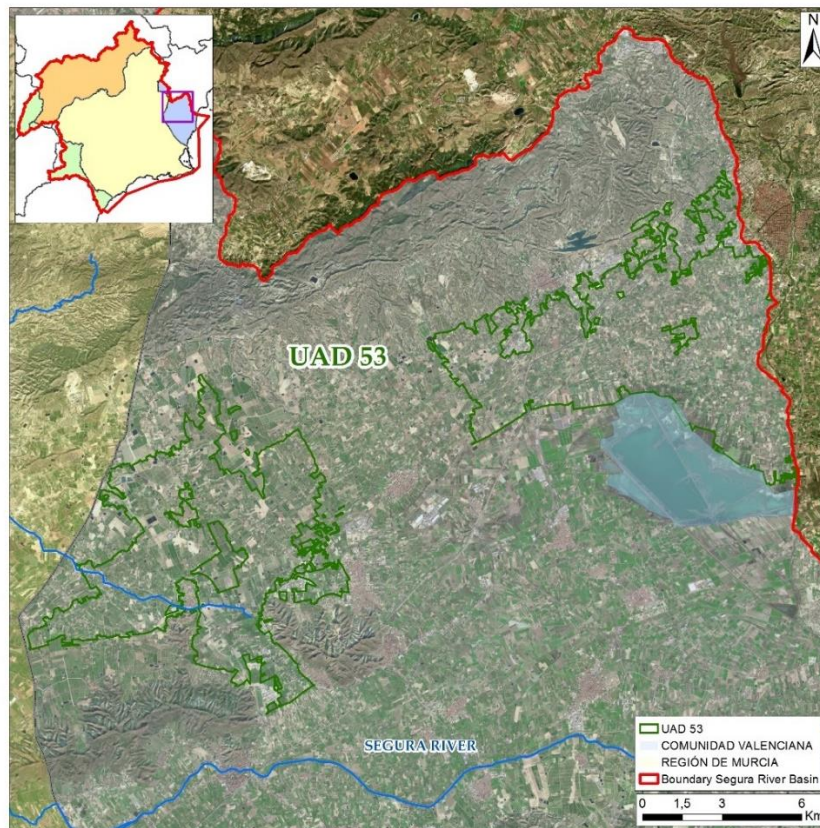 N
UAD 53
SEGURA RIVER
UAD 53
COMUNIDAD VALENCIANA
REGIÓN DE MURCIA
Boundary Segura River Basin
0 1,5 3 6
Km